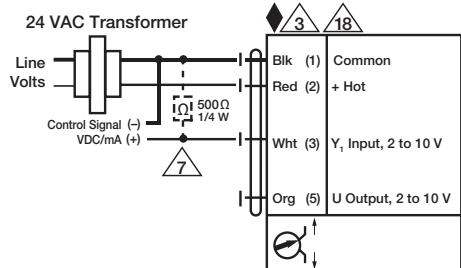 24 VAC Transformer
3 18
Line
Volts
Blk (1) Common
Red (2) + Hot
Ω 500 Ω
1/4 W
Control Signal (–)
VDC/mA (+)
Wht (3) Y₁ Input, 2 to 10 V
7
Org (5) U Output, 2 to 10 V